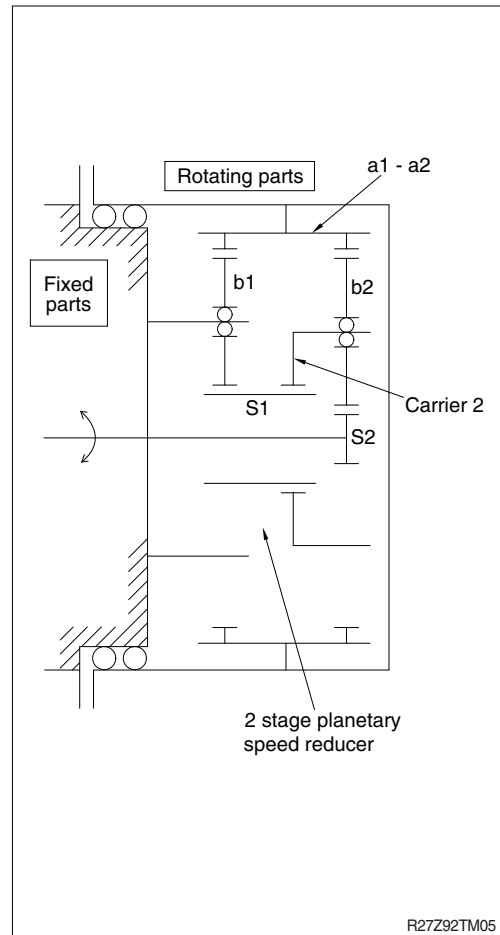 Rotating parts
a1 - a2
Fixed
parts
b1
b2
S1
Carrier 2
S2
2 stage planetary
speed reducer
R27Z92TM05